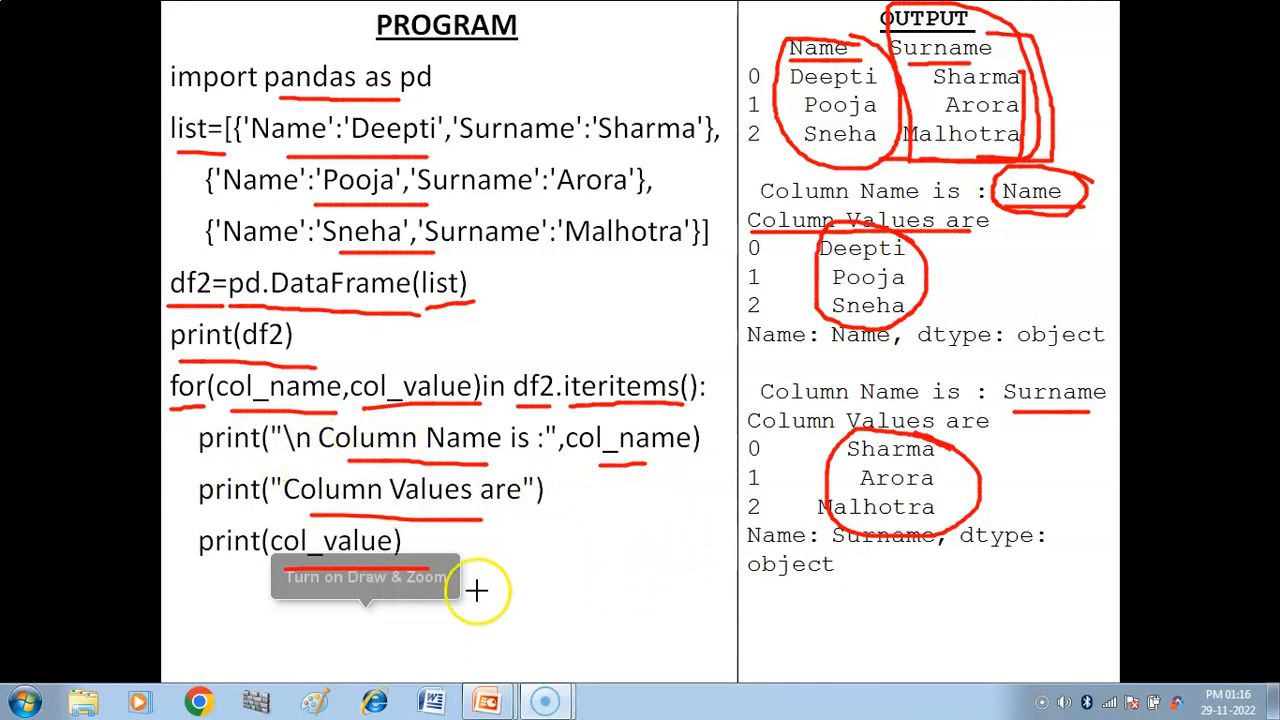 PROGRAM
import pandas as pd
list=[{'Name':'Deepti','Surname':'Sharma'},
{'Name':'Pooja','Surname':'Arora'},
{'Name':'Sneha','Surname':'Malhotra'}]
df2=pd.DataFrame(list)
print(df2)
for(col_name,col_value)in df2.iteritems():
print("\n Column Name is :",col_name)
print("Column Values are")
print(col_value)
Turn on Draw & Zoom
OUTPUT
Name Surname
0 Deepti Sharma
1 Pooja Arora
2 Sneha Malhotra
Column Name is : Name
Column Values are
0 Deepti
1 Pooja
2 Sneha
Name: Name, dtype: object
Column Name is : Surname
Column Values are
0 Sharma
1 Arora
2 Malhotra
Name: Surname, dtype:
object
PM 01:16
29-11-2022